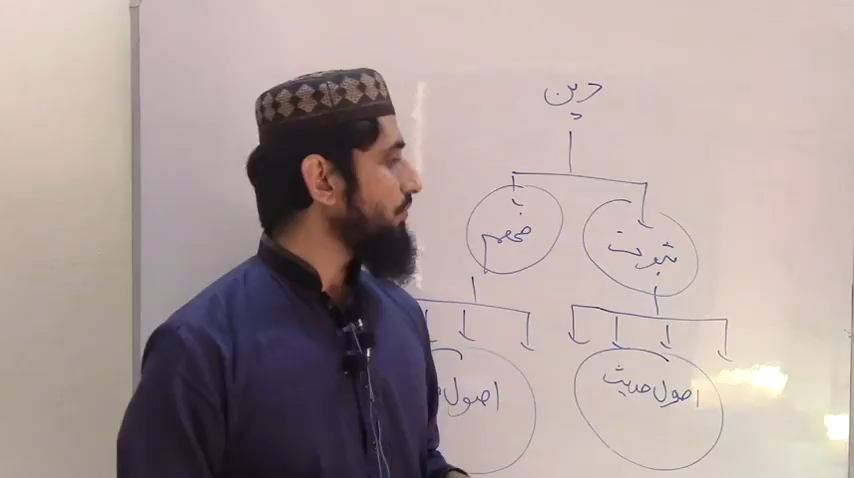 دین
ثبوت
فہم
اصول حدیث
اصول